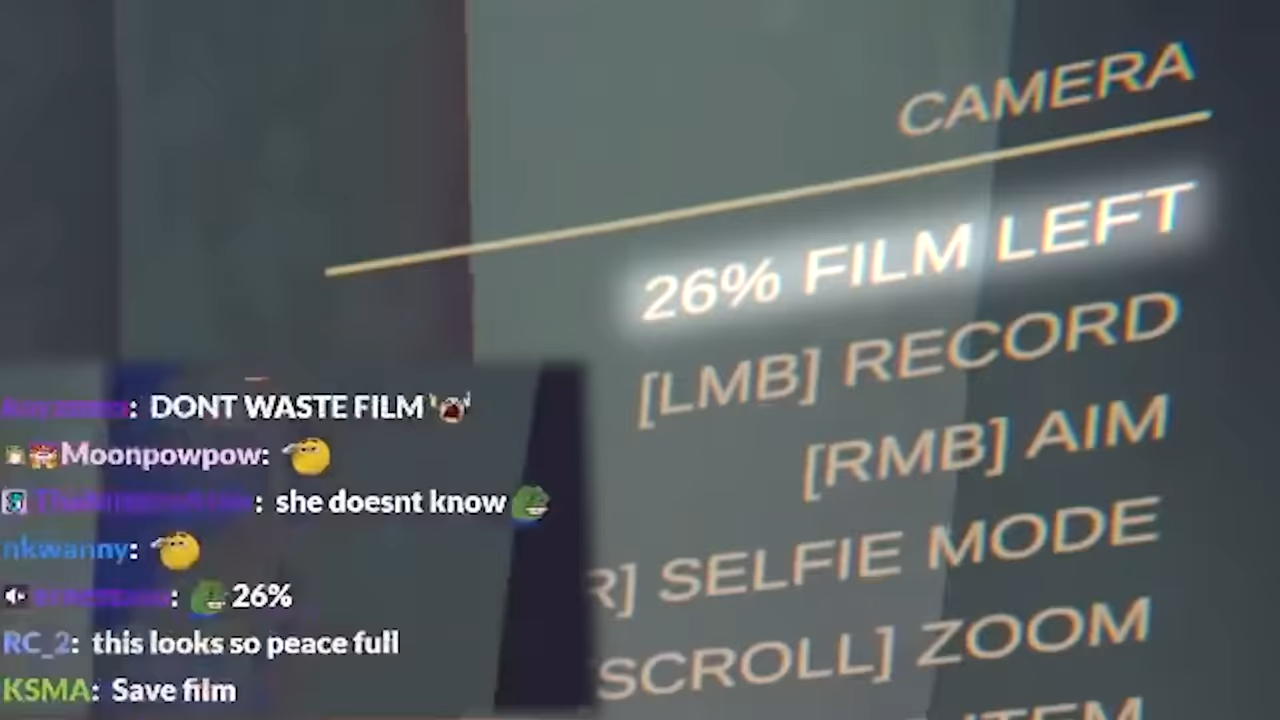 CAMERA
26% FILM LEFT
[LMB] RECORD
[RMB] AIM
R] SELFIE MODE
[SCROLL] ZOOM
ITEM
: DONT WASTE FILM
Moonpowpow:
: she doesnt know
nkwanny:
: 26%
RC_2: this looks so peace full
KSMA: Save film